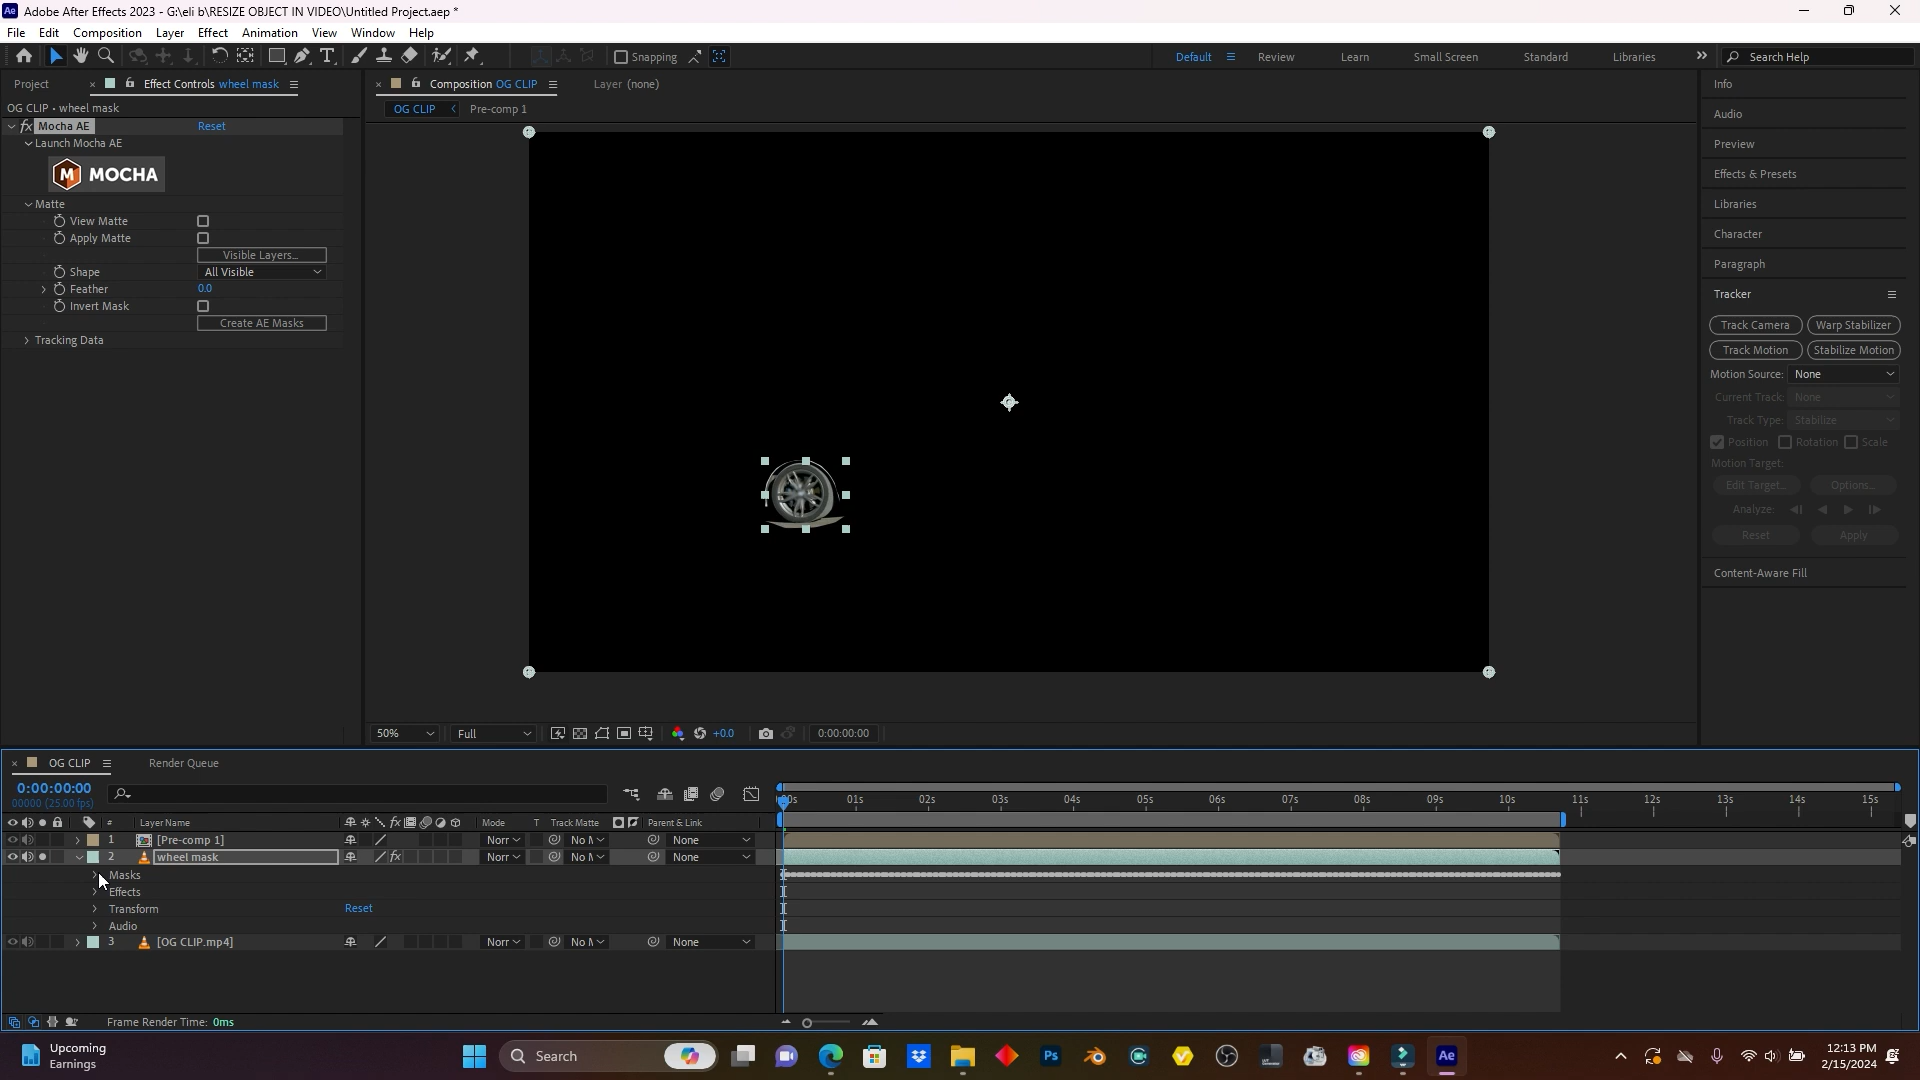 Ae Adobe After Effects 2023 - G:\eli b\RESIZE OBJECT IN VIDEO\Untitled Project.aep *
File Edit Composition Layer Effect Animation View Window Help
Snapping Default Review Learn Small Screen Standard Libraries Search Help
Project Effect Controls wheel mask
Composition OG CLIP Layer (none)
OG CLIP • wheel mask
OG CLIP Pre-comp 1
fx Mocha AE Reset
Launch Mocha AE
M MOCHA
Matte
View Matte
Apply Matte
Visible Layers...
Shape All Visible
Feather 0.0
Invert Mask
Create AE Masks
Tracking Data
50% Full +0.0 0:00:00:00
Info
Audio
Preview
Effects & Presets
Libraries
Character
Paragraph
Tracker
Track Camera Warp Stabilizer
Track Motion Stabilize Motion
Motion Source: None
Current Track: None
Track Type: Stabilize
Position Rotation Scale
Motion Target:
Edit Target... Options...
Analyze:
Reset Apply
Content-Aware Fill
OG CLIP Render Queue
0:00:00:00
00000 (25.00 fps)
01s 02s 03s 04s 05s 06s 07s 08s 09s 10s 11s 12s 13s 14s 15s
# Layer Name fx Mode T Track Matte Parent & Link
1 [Pre-comp 1] None
2 wheel mask fx None
Masks
Effects
Transform Reset
Audio
3 [OG CLIP.mp4] None
Frame Render Time: 0ms
Upcoming
Earnings
Search
Ps Ae
12:13 PM
2/15/2024